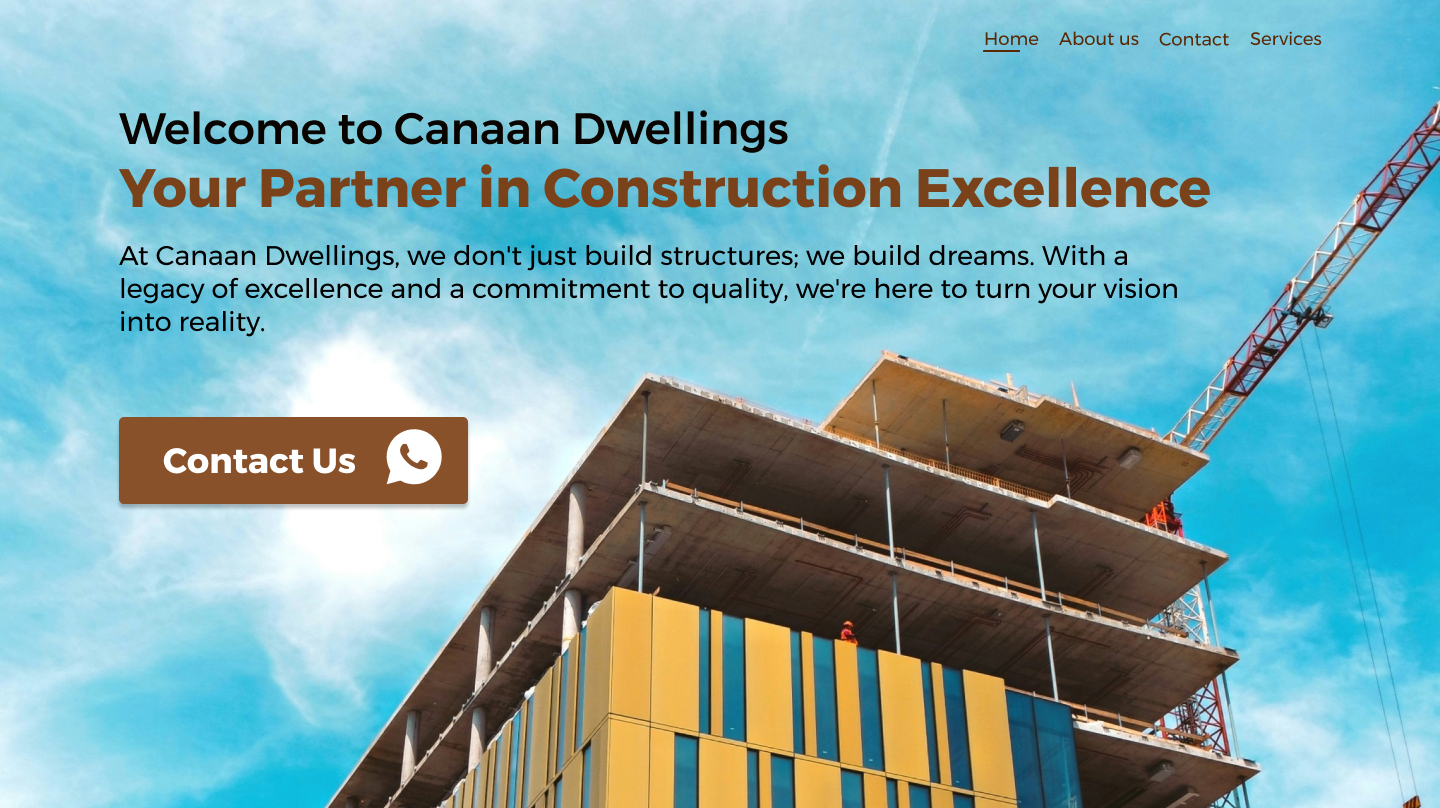 Home About us Contact Services
Welcome to Canaan Dwellings
Your Partner in Construction Excellence
At Canaan Dwellings, we don't just build structures; we build dreams. With a
legacy of excellence and a commitment to quality, we're here to turn your vision
into reality.
Contact Us